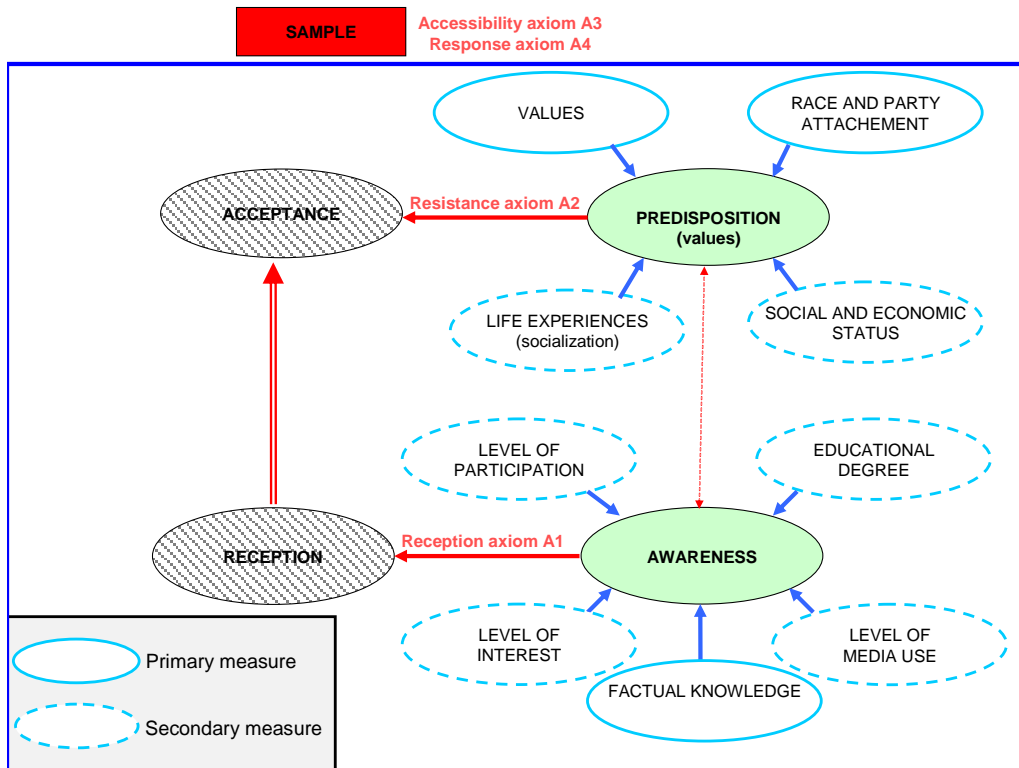 SAMPLE
Accessibility axiom A3
Response axiom A4
VALUES
RACE AND PARTY
ATTACHEMENT
ACCEPTANCE
Resistance axiom A2
PREDISPOSITION
(values)
LIFE EXPERIENCES
(socialization)
SOCIAL AND ECONOMIC
STATUS
LEVEL OF
PARTICIPATION
EDUCATIONAL
DEGREE
RECEPTION
Reception axiom A1
AWARENESS
LEVEL OF
INTEREST
FACTUAL KNOWLEDGE
LEVEL OF
MEDIA USE
Primary measure
Secondary measure